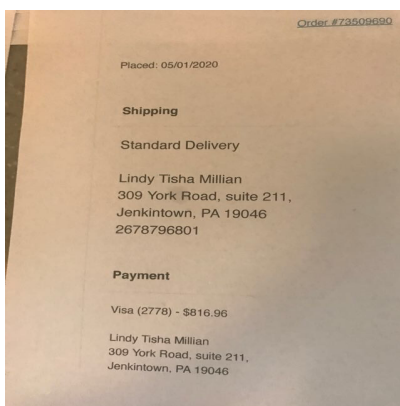 Order #73509690
Placed: 05/01/2020
Shipping
Standard Delivery
Lindy Tisha Millian
309 York Road, suite 211,
Jenkintown, PA 19046
2678796801
Payment
Visa (2778) - $816.96
Lindy Tisha Millian
309 York Road, suite 211,
Jenkintown, PA 19046